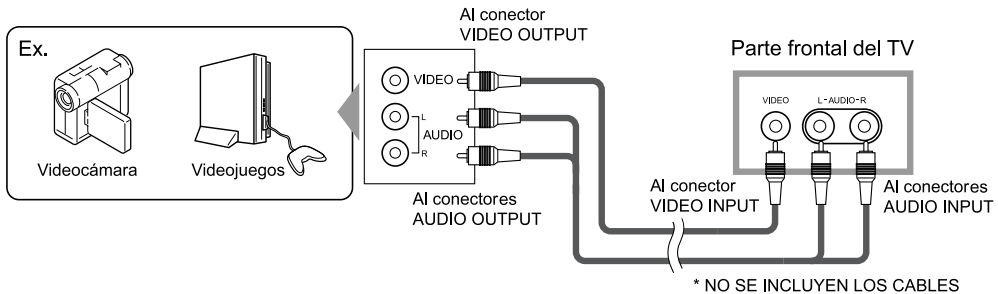 Ex.
Videocámara
Videojuegos
VIDEO
L
AUDIO
R
Al conector
VIDEO OUTPUT
Al conectores
AUDIO OUTPUT
Parte frontal del TV
VIDEO
L-AUDIO-R
Al conector
VIDEO INPUT
Al conectores
AUDIO INPUT
* NO SE INCLUYEN LOS CABLES